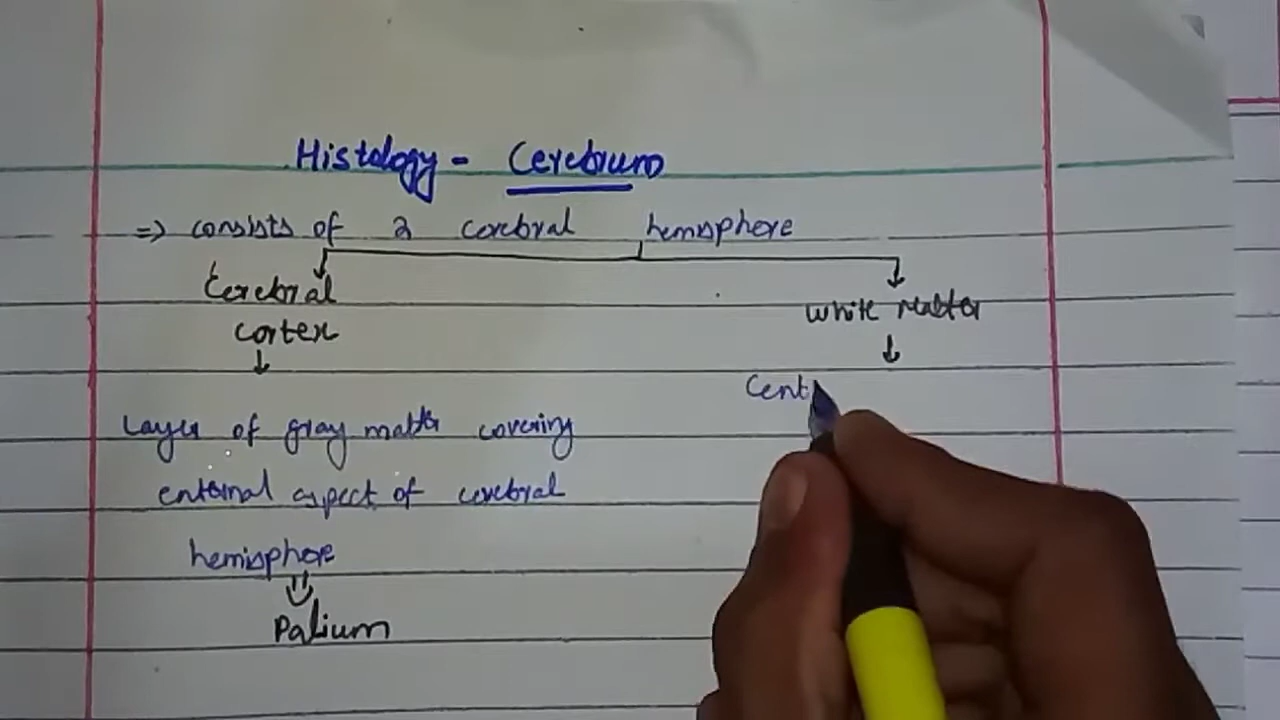 Histology - Cerebrum
=> consists of 2 cerebral hemisphere
Cerebral
cortex
White Matter
Cent
Layer of gray matter covering
external aspect of cerebral
hemisphere
Palium